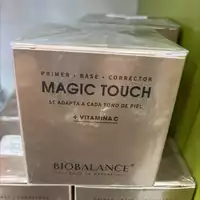 PRIMER • BASE • CORRECTOR
MAGIC TOUCH
SE ADAPTA A CADA TONO DE PIEL
+ VITAMINA C
BIOBALANCE®